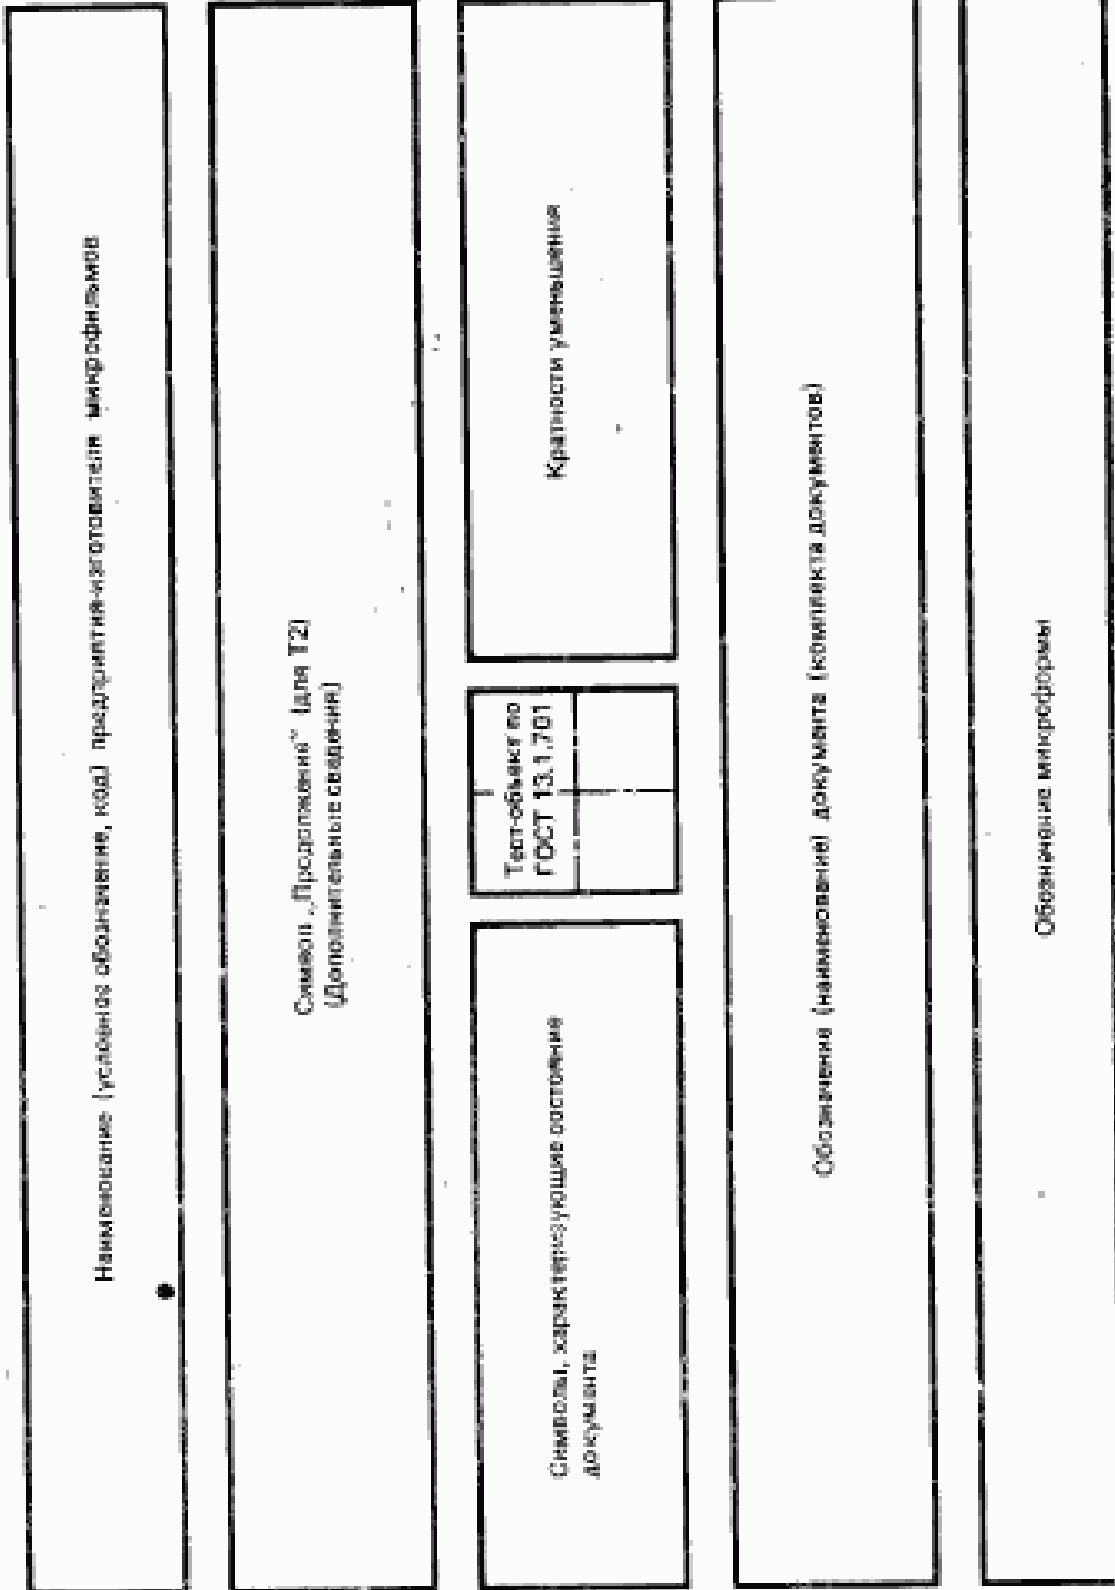 Наименование (условное обозначение, код) предприятия-изготовителя микрофильмов
Символ „Продолжение“ (для Т2)
(Дополнительные сведения)
Символы, характеризующие состояние
документа
Тест-объект по
ГОСТ 13.1.701
Кратности уменьшения
Обозначение (наименование) документа (комплекта документов)
Обозначение микроформы